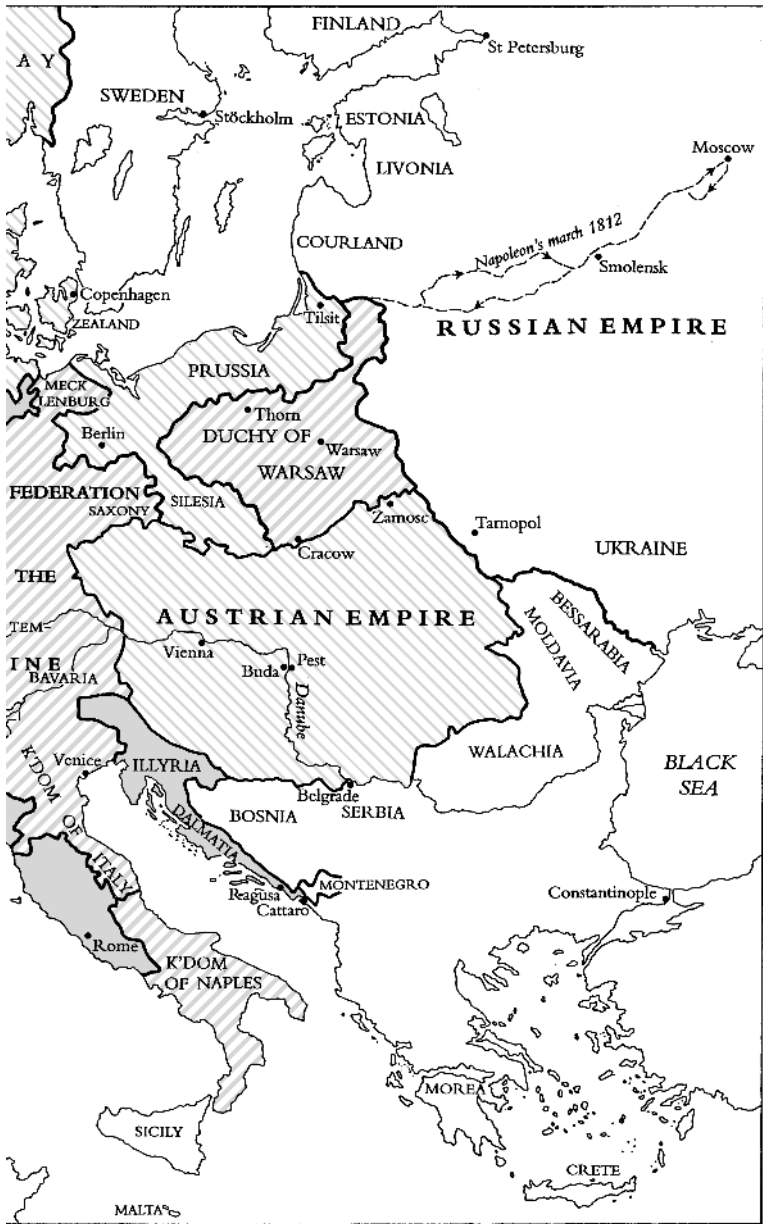 FINLAND
St Petersburg
A Y
SWEDEN
Stöckholm
ESTONIA
LIVONIA
Moscow
COURLAND
Napoleon's march 1812
Smolensk
Copenhagen
ZEALAND
Tilsit
RUSSIAN EMPIRE
PRUSSIA
MECK
LENBURG
Thorn
Berlin
DUCHY OF
Warsaw
WARSAW
FEDERATION
SAXONY
SILESIA
Zamosc
Tarnopol
Cracow
UKRAINE
THE
AUSTRIAN EMPIRE
BESSARABIA
MOLDAVIA
TEM-
Vienna
Buda
Pest
INE
BAVARIA
Danube
WALACHIA
BLACK
SEA
Venice
ILLYRIA
K'DOM OF ITALY
Belgrade
SERBIA
BOSNIA
DALMATIA
MONTENEGRO
Ragusa
Cattaro
Constantinople
Rome
K'DOM
OF NAPLES
MOREA
SICILY
CRETE
MALTA